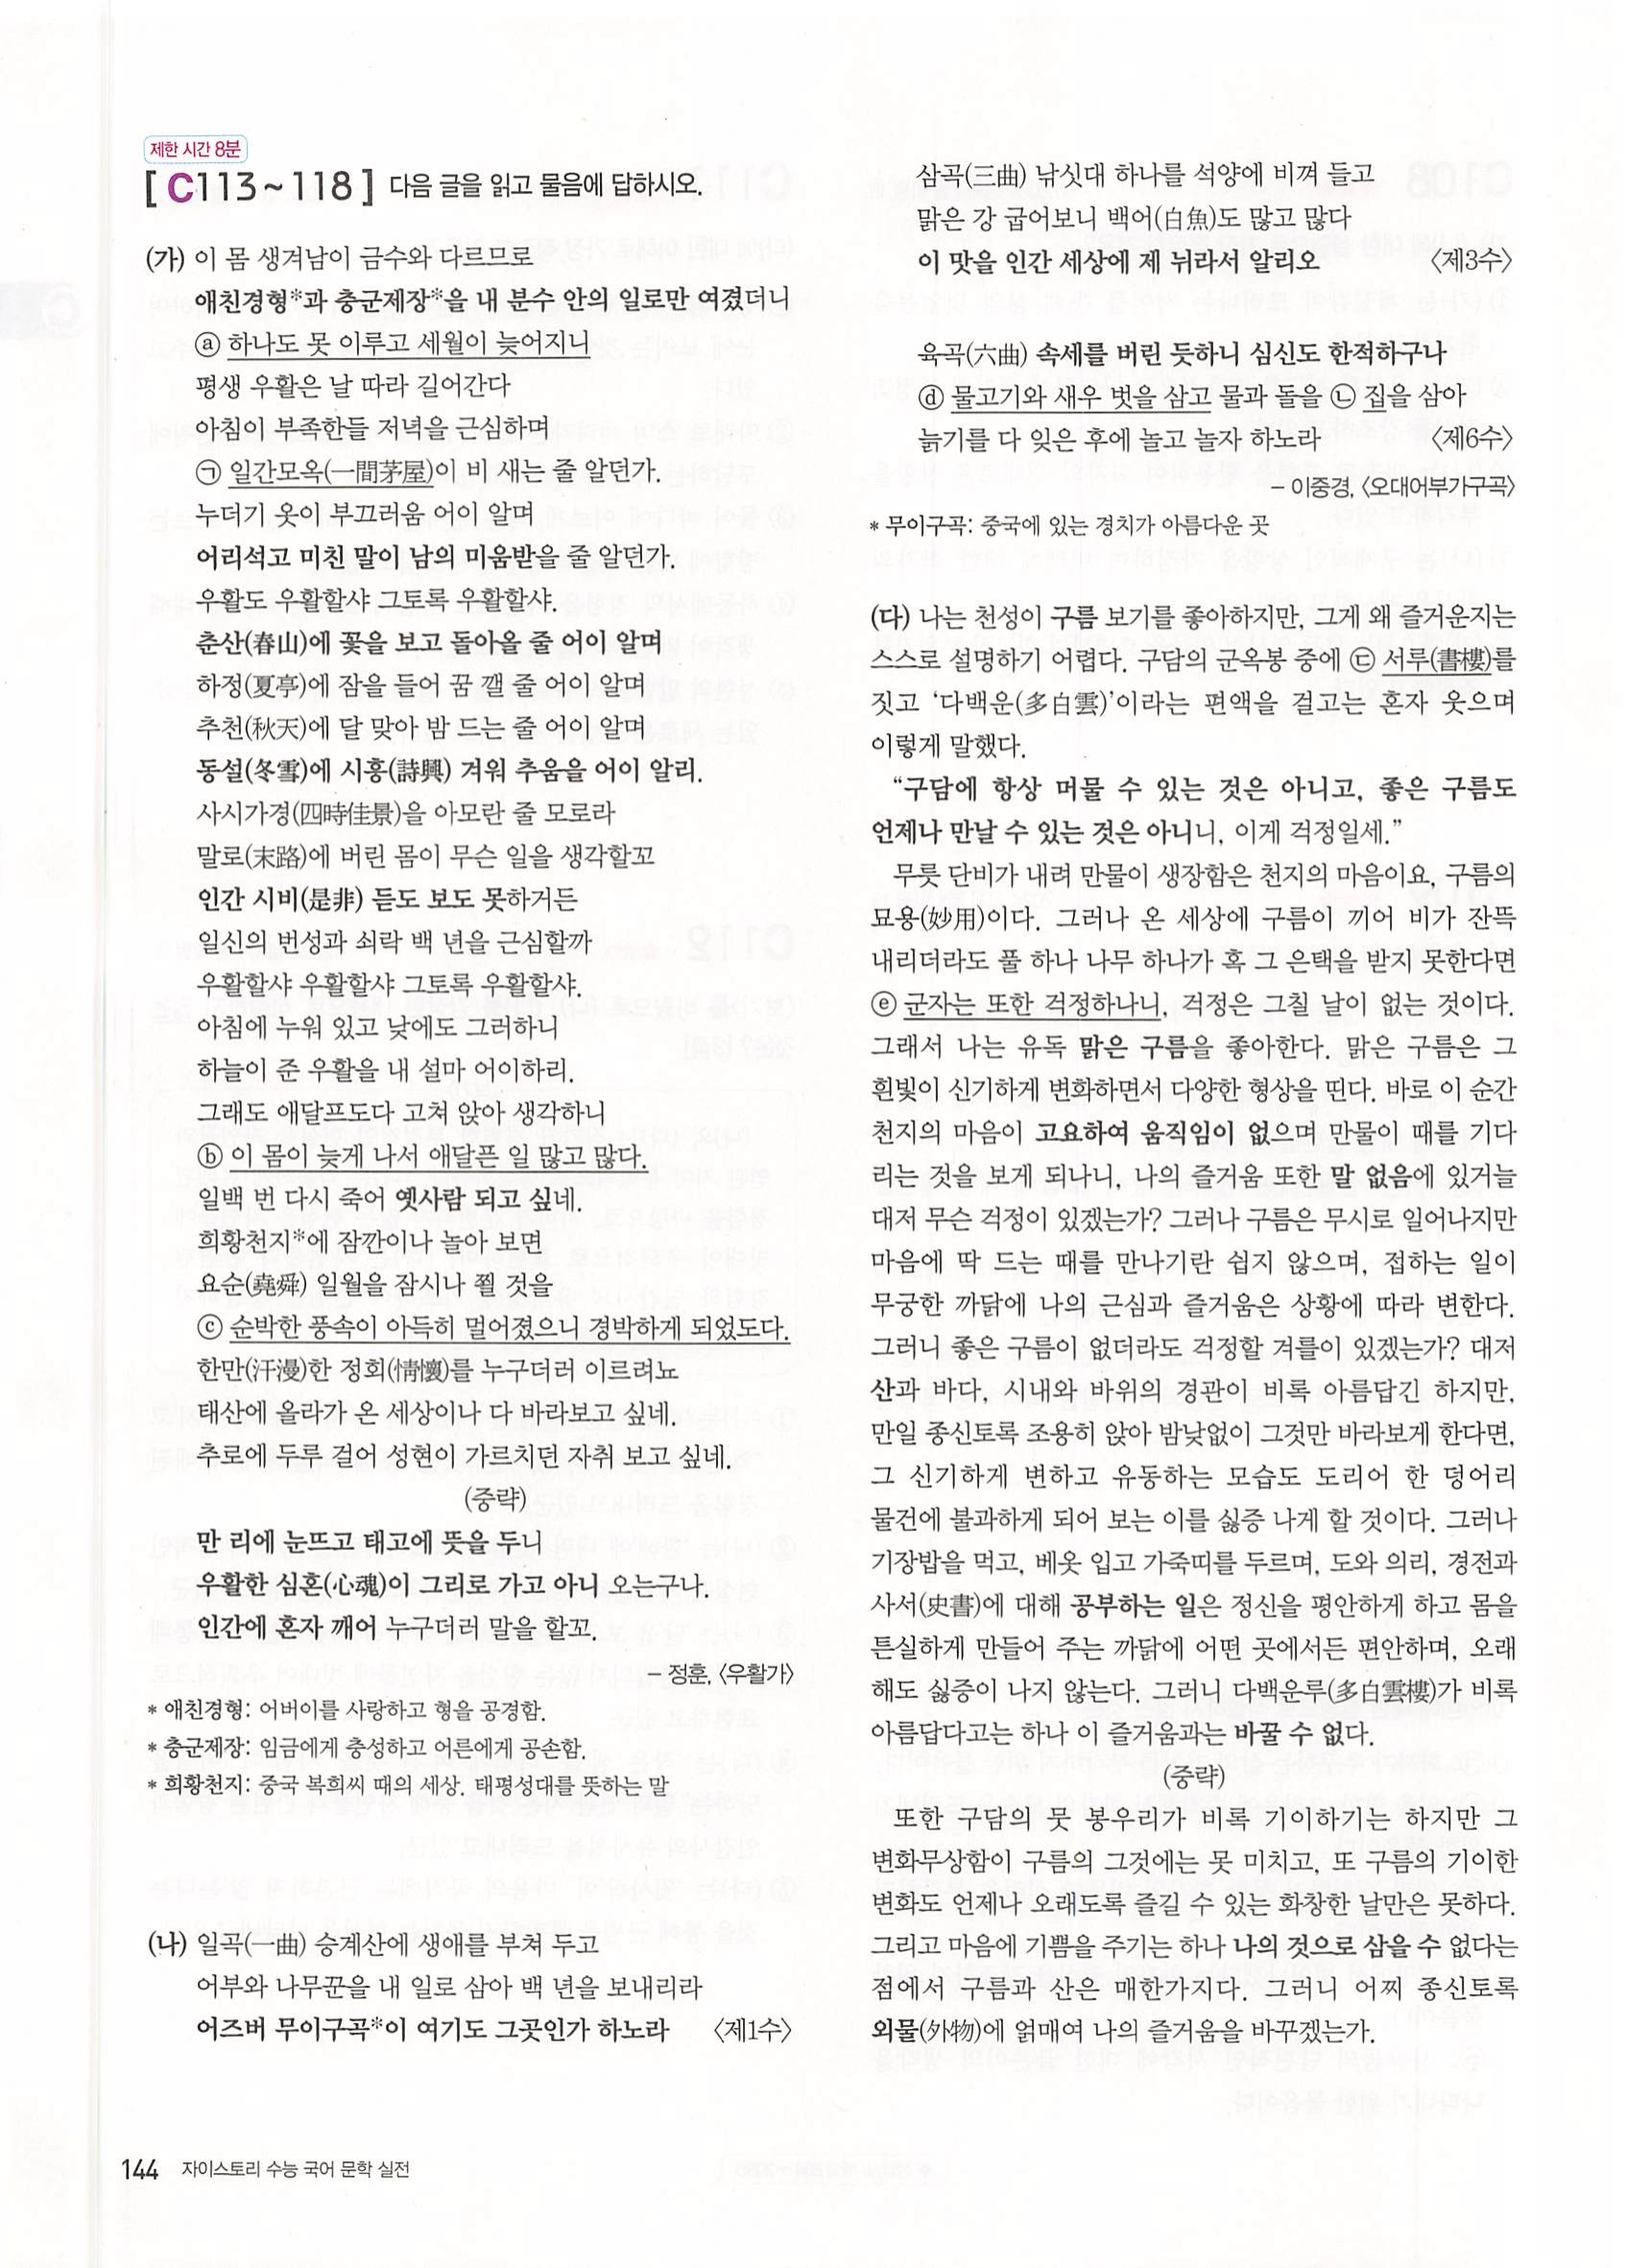 제한 시간 8분
[C113~118] 다음 글을 읽고 물음에 답하시오.
(가) 이 몸 생겨남이 금수와 다르므로
애친경형*과 충군제장*을 내 분수 안의 일로만 여겼더니
ⓐ 하나도 못 이루고 세월이 늦어지니
평생 우활은 날 따라 길어간다
아침이 부족한들 저녁을 근심하며
㉠ 일간모옥(一間茅屋)이 비 새는 줄 알던가.
누더기 옷이 부끄러움 어이 알며
어리석고 미친 말이 남의 미움받을 줄 알던가.
우활도 우활할샤 그토록 우활할샤.
춘산(春山)에 꽃을 보고 돌아올 줄 어이 알며
하정(夏亭)에 잠을 들어 꿈 깰 줄 어이 알며
추천(秋天)에 달 맞아 밤 드는 줄 어이 알며
동설(冬雪)에 시흥(詩興) 겨워 추움을 어이 알리.
사시가경(四時佳景)을 아모란 줄 모로라
말로(末路)에 버린 몸이 무슨 일을 생각할꼬
인간 시비(是非) 듣도 보도 못하거든
일신의 번성과 쇠락 백 년을 근심할까
우활할샤 우활할샤 그토록 우활할샤.
아침에 누워 있고 낮에도 그러하니
하늘이 준 우활을 내 설마 어이하리.
그래도 애달프도다 고쳐 앉아 생각하니
ⓑ 이 몸이 늦게 나서 애달픈 일 많고 많다.
일백 번 다시 죽어 옛사람 되고 싶네.
희황천지*에 잠깐이나 놀아 보면
요순(堯舜) 일월을 잠시나 쬘 것을
ⓒ 순박한 풍속이 아득히 멀어졌으니 경박하게 되었도다.
한만(汗漫)한 정회(情懷)를 누구더러 이르려뇨
태산에 올라가 온 세상이나 다 바라보고 싶네.
추로에 두루 걸어 성현이 가르치던 자취 보고 싶네.
(중략)
만 리에 눈뜨고 태고에 뜻을 두니
우활한 심혼(心魂)이 그리로 가고 아니 오는구나.
인간에 혼자 깨어 누구더러 말을 할꼬.
- 정훈, 〈우활가〉
* 애친경형: 어버이를 사랑하고 형을 공경함.
* 충군제장: 임금에게 충성하고 어른에게 공손함.
* 희황천지: 중국 복희씨 때의 세상. 태평성대를 뜻하는 말
(나) 일곡(一曲) 숭계산에 생애를 부쳐 두고
어부와 나무꾼을 내 일로 삼아 백 년을 보내리라
어즈버 무이구곡*이 여기도 그곳인가 하노라 〈제1수〉
삼곡(三曲) 낚싯대 하나를 석양에 비껴 들고
맑은 강 굽어보니 백어(白魚)도 많고 많다
이 맛을 인간 세상에 제 뉘라서 알리오 〈제3수〉
육곡(六曲) 속세를 버린 듯하니 심신도 한적하구나
ⓓ 물고기와 새우 벗을 삼고 물과 돌을 ㉡ 집을 삼아
늙기를 다 잊은 후에 놀고 놀자 하노라 〈제6수〉
- 이중경, 〈오대어부가구곡〉
* 무이구곡: 중국에 있는 경치가 아름다운 곳
(다) 나는 천성이 구름 보기를 좋아하지만, 그게 왜 즐거운지는
스스로 설명하기 어렵다. 구담의 군옥봉 중에 ㉢ 서루(書樓)를
짓고 ‘다백운(多白雲)’이라는 편액을 걸고는 혼자 웃으며
이렇게 말했다.
“구담에 항상 머물 수 있는 것은 아니고, 좋은 구름도
언제나 만날 수 있는 것은 아니니, 이게 걱정일세.”
무릇 단비가 내려 만물이 생장함은 천지의 마음이요, 구름의
묘용(妙用)이다. 그러나 온 세상에 구름이 끼어 비가 잔뜩
내리더라도 풀 하나 나무 하나가 혹 그 은택을 받지 못한다면
ⓔ 군자는 또한 걱정하나니, 걱정은 그칠 날이 없는 것이다.
그래서 나는 유독 맑은 구름을 좋아한다. 맑은 구름은 그
흰빛이 신기하게 변화하면서 다양한 형상을 띤다. 바로 이 순간
천지의 마음이 고요하여 움직임이 없으며 만물이 때를 기다
리는 것을 보게 되나니, 나의 즐거움 또한 말 없음에 있거늘
대저 무슨 걱정이 있겠는가? 그러나 구름은 무시로 일어나지만
마음에 딱 드는 때를 만나기란 쉽지 않으며, 접하는 일이
무궁한 까닭에 나의 근심과 즐거움은 상황에 따라 변한다.
그러니 좋은 구름이 없더라도 걱정할 겨를이 있겠는가? 대저
산과 바다, 시내와 바위의 경관이 비록 아름답긴 하지만,
만일 종신토록 조용히 앉아 밤낮없이 그것만 바라보게 한다면,
그 신기하게 변하고 유동하는 모습도 도리어 한 덩어리
물건에 불과하게 되어 보는 이를 싫증 나게 할 것이다. 그러나
기장밥을 먹고, 베옷 입고 가죽띠를 두르며, 도와 의리, 경전과
사서(史書)에 대해 공부하는 일은 정신을 평안하게 하고 몸을
튼실하게 만들어 주는 까닭에 어떤 곳에서든 편안하며, 오래
해도 싫증이 나지 않는다. 그러니 다백운루(多白雲樓)가 비록
아름답다고는 하나 이 즐거움과는 바꿀 수 없다.
(중략)
또한 구담의 뭇 봉우리가 비록 기이하기는 하지만 그
변화무상함이 구름의 그것에는 못 미치고, 또 구름의 기이한
변화도 언제나 오래도록 즐길 수 있는 화창한 날만은 못하다.
그리고 마음에 기쁨을 주기는 하나 나의 것으로 삼을 수 없다는
점에서 구름과 산은 매한가지다. 그러니 어찌 종신토록
외물(外物)에 얽매여 나의 즐거움을 바꾸겠는가.
144 자이스토리 수능 국어 문학 실전